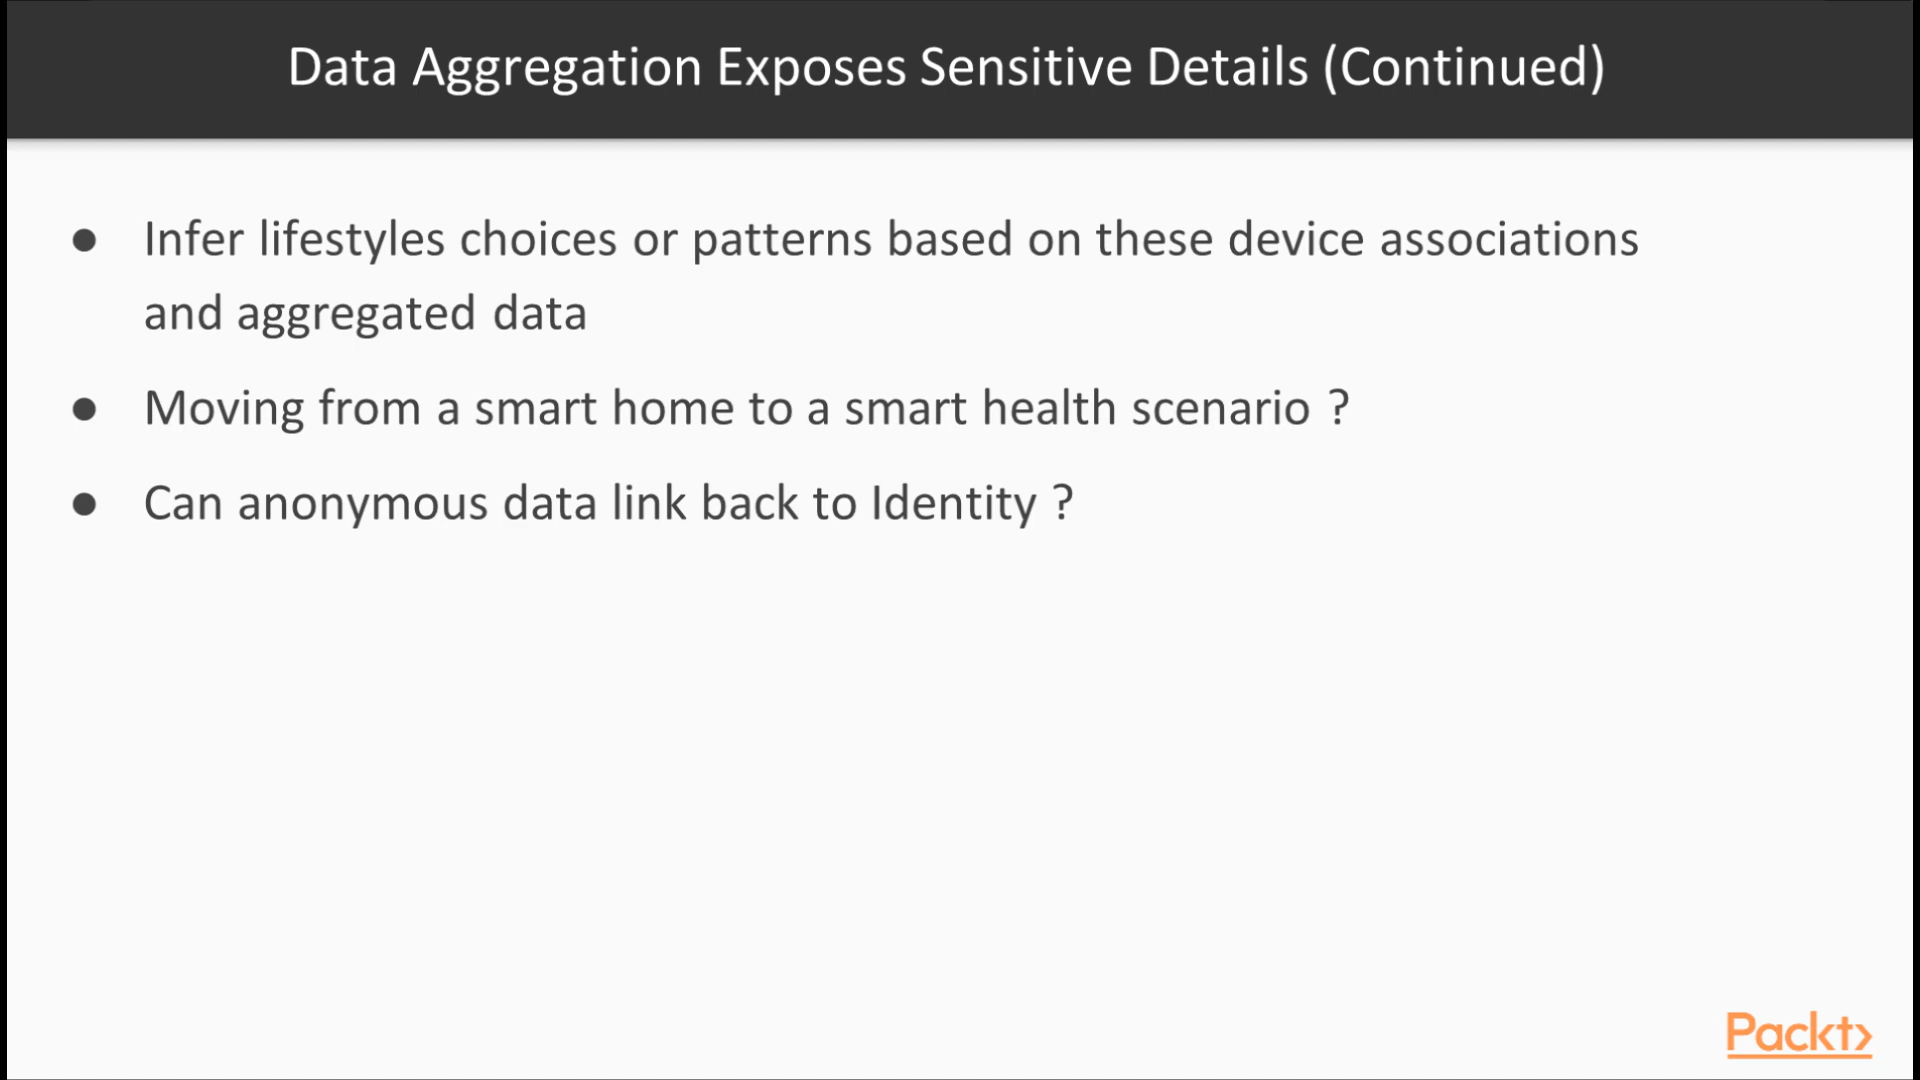 Data Aggregation Exposes Sensitive Details (Continued)
● Infer lifestyles choices or patterns based on these device associations
and aggregated data
● Moving from a smart home to a smart health scenario ?
● Can anonymous data link back to Identity ?
Packt>